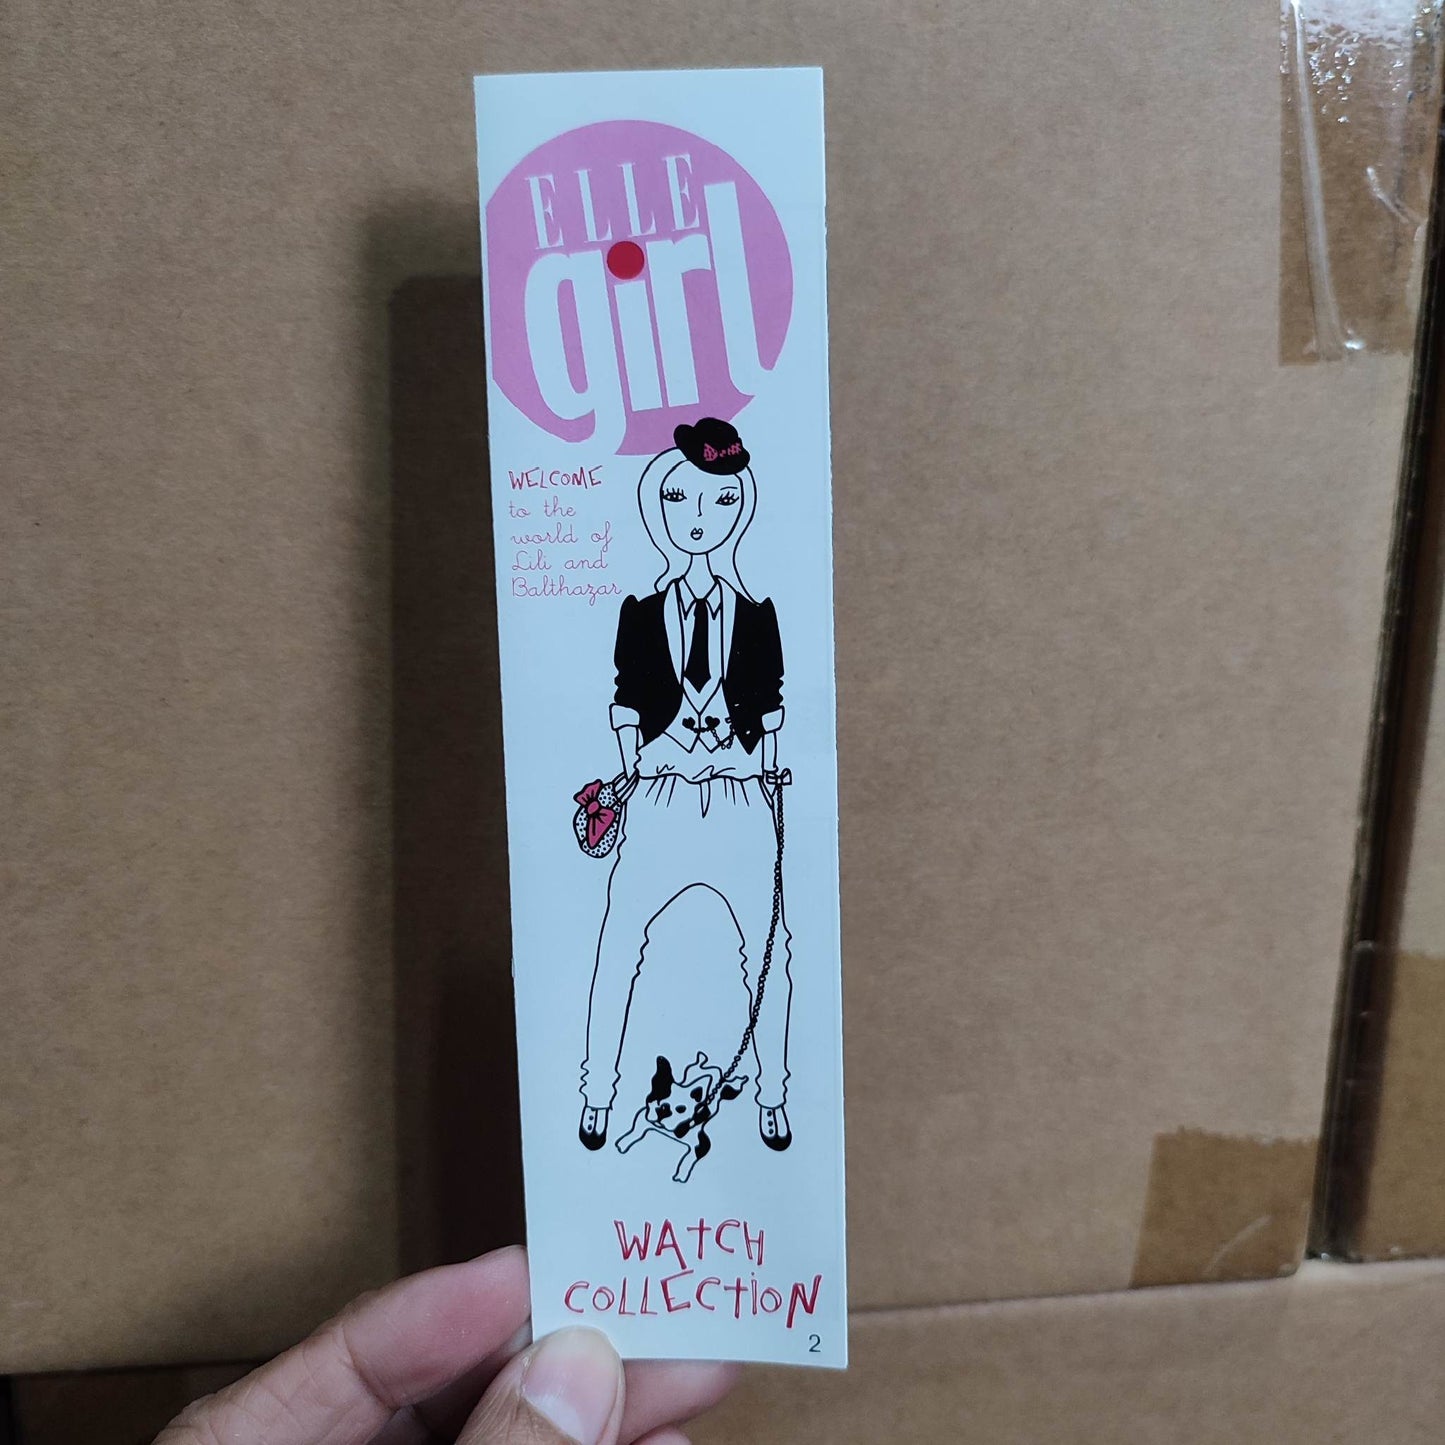 ELLE
girl
WELCOME
to the
world of
Lili and
Balthazar
WATCH
COLLECTION
2